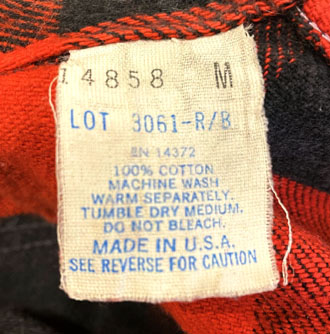 14858 M
LOT 3061-R/B
RN 14372
100% COTTON
MACHINE WASH
WARM SEPARATELY.
TUMBLE DRY MEDIUM.
DO NOT BLEACH.
MADE IN U.S.A.
SEE REVERSE FOR CAUTION